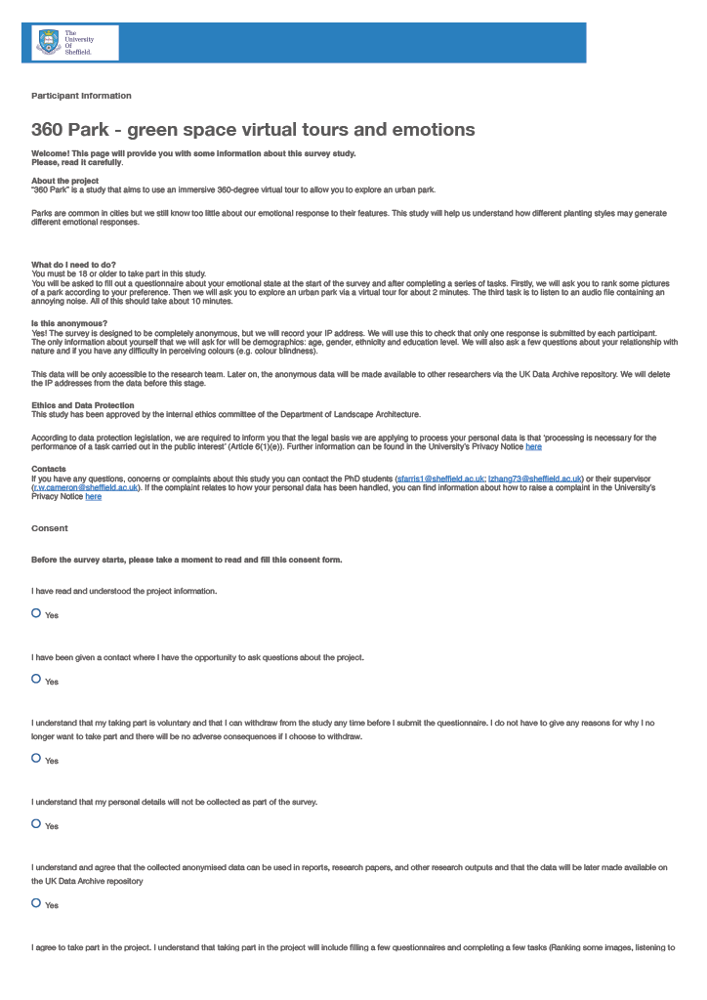 The
University
Of
Sheffield.
Participant Information
360 Park - green space virtual tours and emotions
Welcome! This page will provide you with some information about this survey study.
Please, read it carefully.
About the project
“360 Park” is a study that aims to use an immersive 360-degree virtual tour to allow you to explore an urban park.
Parks are common in cities but we still know too little about our emotional response to their features. This study will help us understand how different planting styles may generate
different emotional responses.
What do I need to do?
You must be 18 or older to take part in this study.
You will be asked to fill out a questionnaire about your emotional state at the start of the survey and after completing a series of tasks. Firstly, we will ask you to rank some pictures
of a park according to your preference. Then we will ask you to explore an urban park via a virtual tour for about 2 minutes. The third task is to listen to an audio file containing an
annoying noise. All of this should take about 10 minutes.
Is this anonymous?
Yes! The survey is designed to be completely anonymous, but we will record your IP address. We will use this to check that only one response is submitted by each participant.
The only information about yourself that we will ask for will be demographics: age, gender, ethnicity and education level. We will also ask a few questions about your relationship with
nature and if you have any difficulty in perceiving colours (e.g. colour blindness).
This data will be only accessible to the research team. Later on, the anonymous data will be made available to other researchers via the UK Data Archive repository. We will delete
the IP addresses from the data before this stage.
Ethics and Data Protection
This study has been approved by the internal ethics committee of the Department of Landscape Architecture.
According to data protection legislation, we are required to inform you that the legal basis we are applying to process your personal data is that ‘processing is necessary for the
performance of a task carried out in the public interest’ (Article 6(1)(e)). Further information can be found in the University’s Privacy Notice here
Contacts
If you have any questions, concerns or complaints about this study you can contact the PhD students (sfarris1@sheffield.ac.uk; lzhang73@sheffield.ac.uk) or their supervisor
(r.w.cameron@sheffield.ac.uk). If the complaint relates to how your personal data has been handled, you can find information about how to raise a complaint in the University’s
Privacy Notice here
Consent
Before the survey starts, please take a moment to read and fill this consent form.
I have read and understood the project information.
Yes
I have been given a contact where I have the opportunity to ask questions about the project.
Yes
I understand that my taking part is voluntary and that I can withdraw from the study any time before I submit the questionnaire. I do not have to give any reasons for why I no
longer want to take part and there will be no adverse consequences if I choose to withdraw.
Yes
I understand that my personal details will not be collected as part of the survey.
Yes
I understand and agree that the collected anonymised data can be used in reports, research papers, and other research outputs and that the data will be later made available on
the UK Data Archive repository
Yes
I agree to take part in the project. I understand that taking part in the project will include filling a few questionnaires and completing a few tasks (Ranking some images, listening to